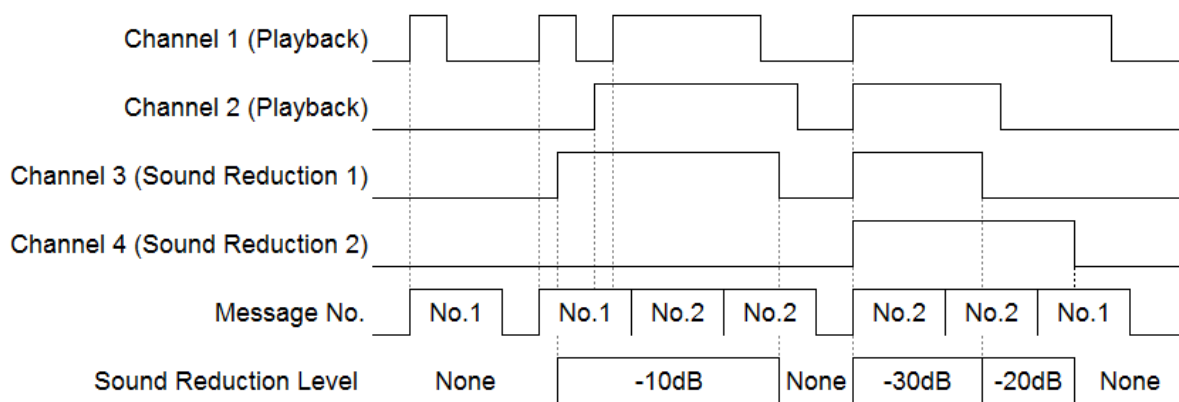 Channel 1 (Playback)
Channel 2 (Playback)
Channel 3 (Sound Reduction 1)
Channel 4 (Sound Reduction 2)
Message No. No.1 No.1 No.2 No.2 No.2 No.2 No.1
Sound Reduction Level None -10dB None -30dB -20dB None